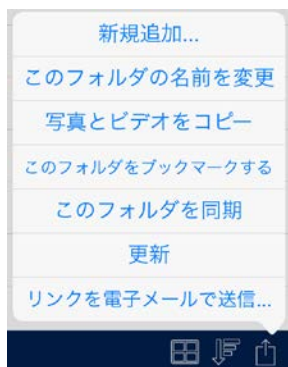 新規追加...
このフォルダの名前を変更
写真とビデオをコピー
このフォルダをブックマークする
このフォルダを同期
更新
リンクを電子メールで送信...